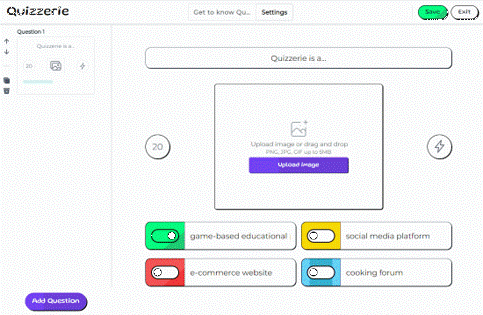 Quizzerie
Get to know Qu...
Settings
Save
Exit
Question 1
Quizzerie is a...
20
Add Question
Quizzerie is a...
20
Upload image or drag and drop
PNG, JPG, GIF up to 5MB
Upload image
game-based educational
social media platform
e-commerce website
cooking forum